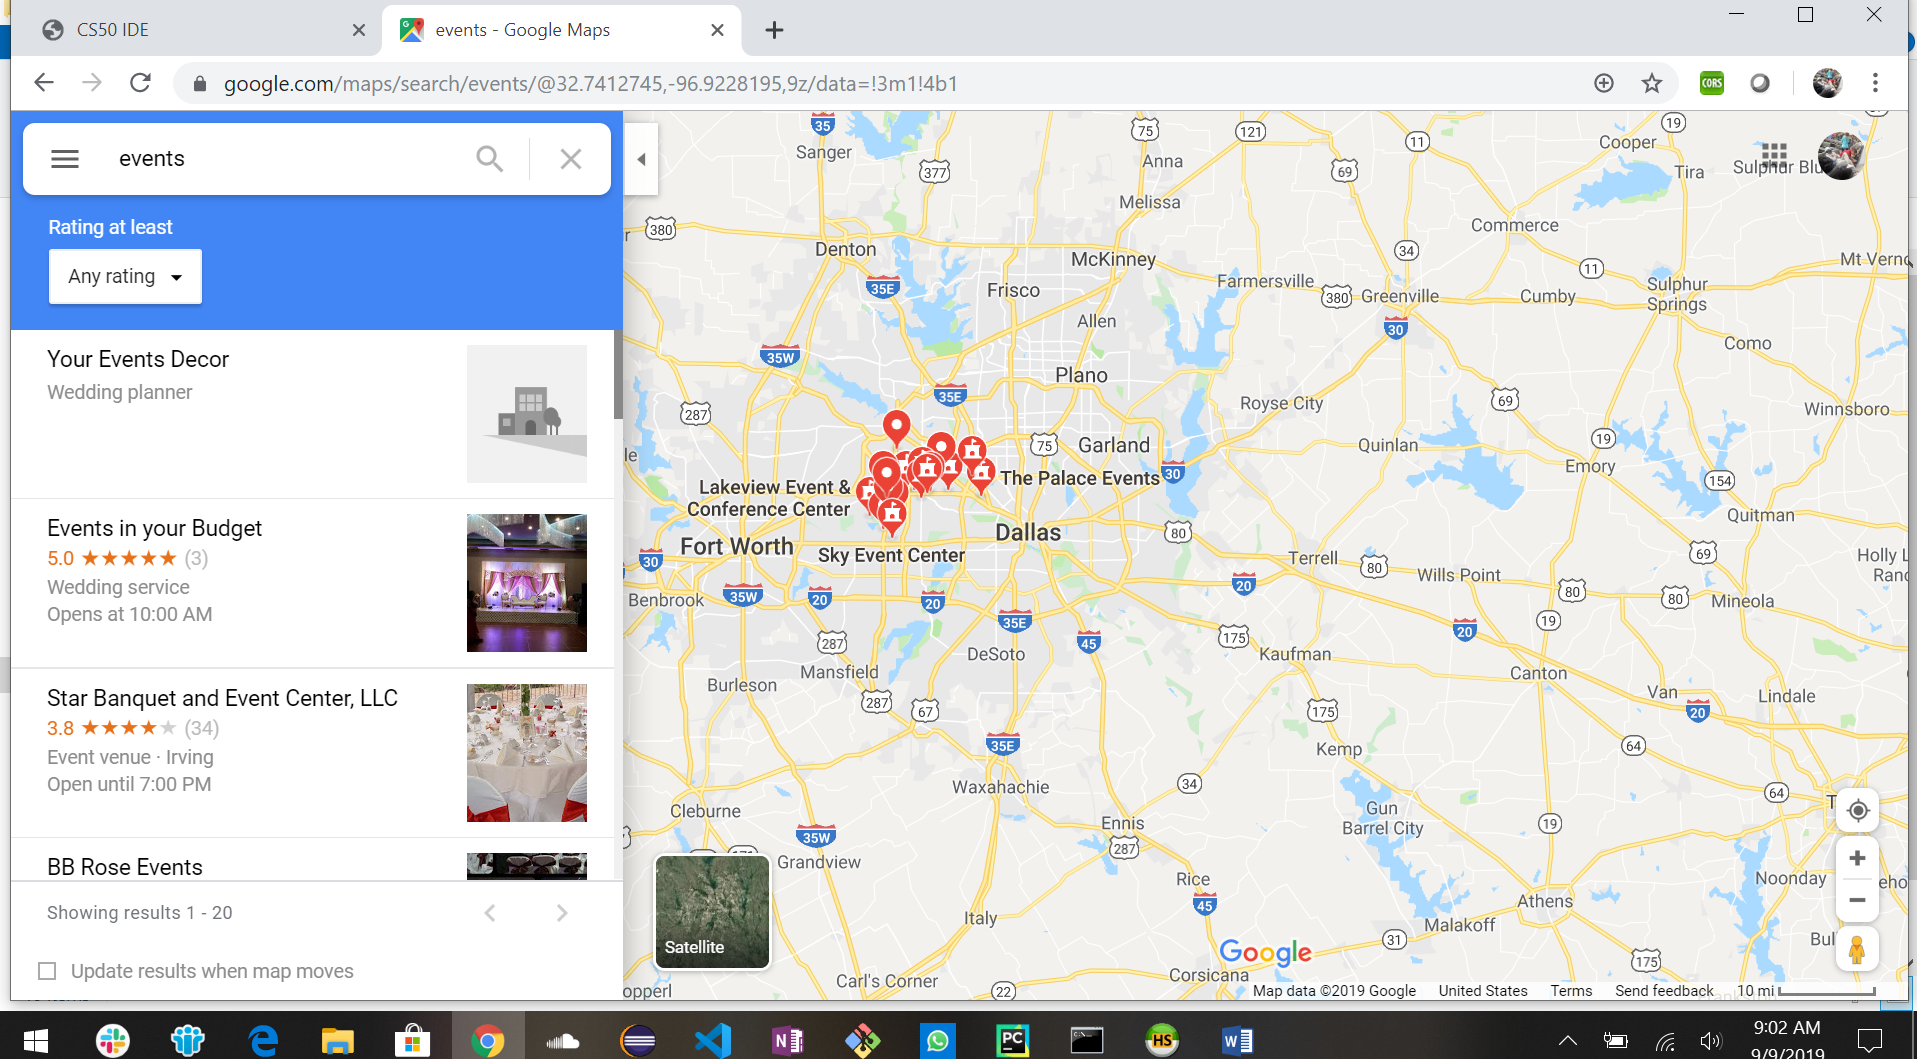 CS50 IDE
events - Google Maps
google.com/maps/search/events/@32.7412745,-96.9228195,9z/data=!3m1!4b1
CORS
events
Rating at least
Any rating
Your Events Decor
Wedding planner
Events in your Budget
5.0 (3)
Wedding service
Opens at 10:00 AM
Star Banquet and Event Center, LLC
3.8 (34)
Event venue · Irving
Open until 7:00 PM
BB Rose Events
Showing results 1 - 20
Update results when map moves
35
Sanger
377
75
Anna
121
69
11
Cooper
19
Tira
Sulphur Blu
Melissa
380
Denton
McKinney
Commerce
34
11
Mt Verno
35E
Frisco
Farmersville
380
Greenville
Cumby
Sulphur
Springs
Allen
30
35W
Como
Plano
35E
287
Royse City
69
Winnsboro
75
Garland
Quinlan
19
Emory
30
154
Lakeview Event &
Conference Center
The Palace Events
Quitman
Fort Worth
Sky Event Center
Dallas
80
Terrell
80
Wills Point
69
Holly L
Ranc
30
Benbrook
35W
20
20
35E
20
80
80
Mineola
19
287
Mansfield
DeSoto
45
175
Kaufman
20
Canton
Burleson
287
67
175
Van
20
Lindale
35E
Kemp
64
Waxahachie
34
64
Cleburne
35W
Grandview
Ennis
287
Gun
Barrel City
19
Rice
45
Noonday
Athens
Italy
Malakoff
31
Satellite
Google
175
Bul
Carl's Corner
22
Corsicana
opperl
Map data ©2019 Google
United States
Terms
Send feedback
10 mi
PC
HS
9:02 AM
9/9/2019